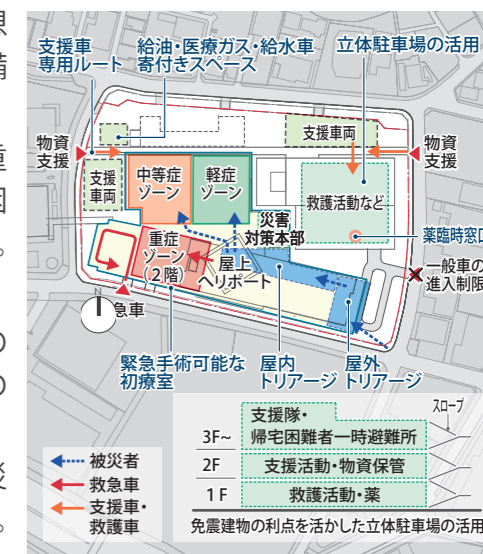 想
備
重
困
。
の
の
災
。
支援車
専用ルート
給油・医療ガス・給水車
寄付きスペース
立体駐車場の活用
物資
支援
支援車両
物資
支援
支援
車両
中等症
ゾーン
軽症
ゾーン
救護活動など
災害
対策本部
薬臨時窓口
重症
ゾーン
（2階）
屋上
ヘリポート
一般車の
進入制限
N
急車
緊急手術可能な
初療室
屋内
トリアージ
屋外
トリアージ
被災者
救急車
支援車・
救護車
スロープ
3F~
支援隊・
帰宅困難者一時避難所
2F
支援活動・物資保管
1F
救護活動・薬
免震建物の利点を活かした立体駐車場の活用